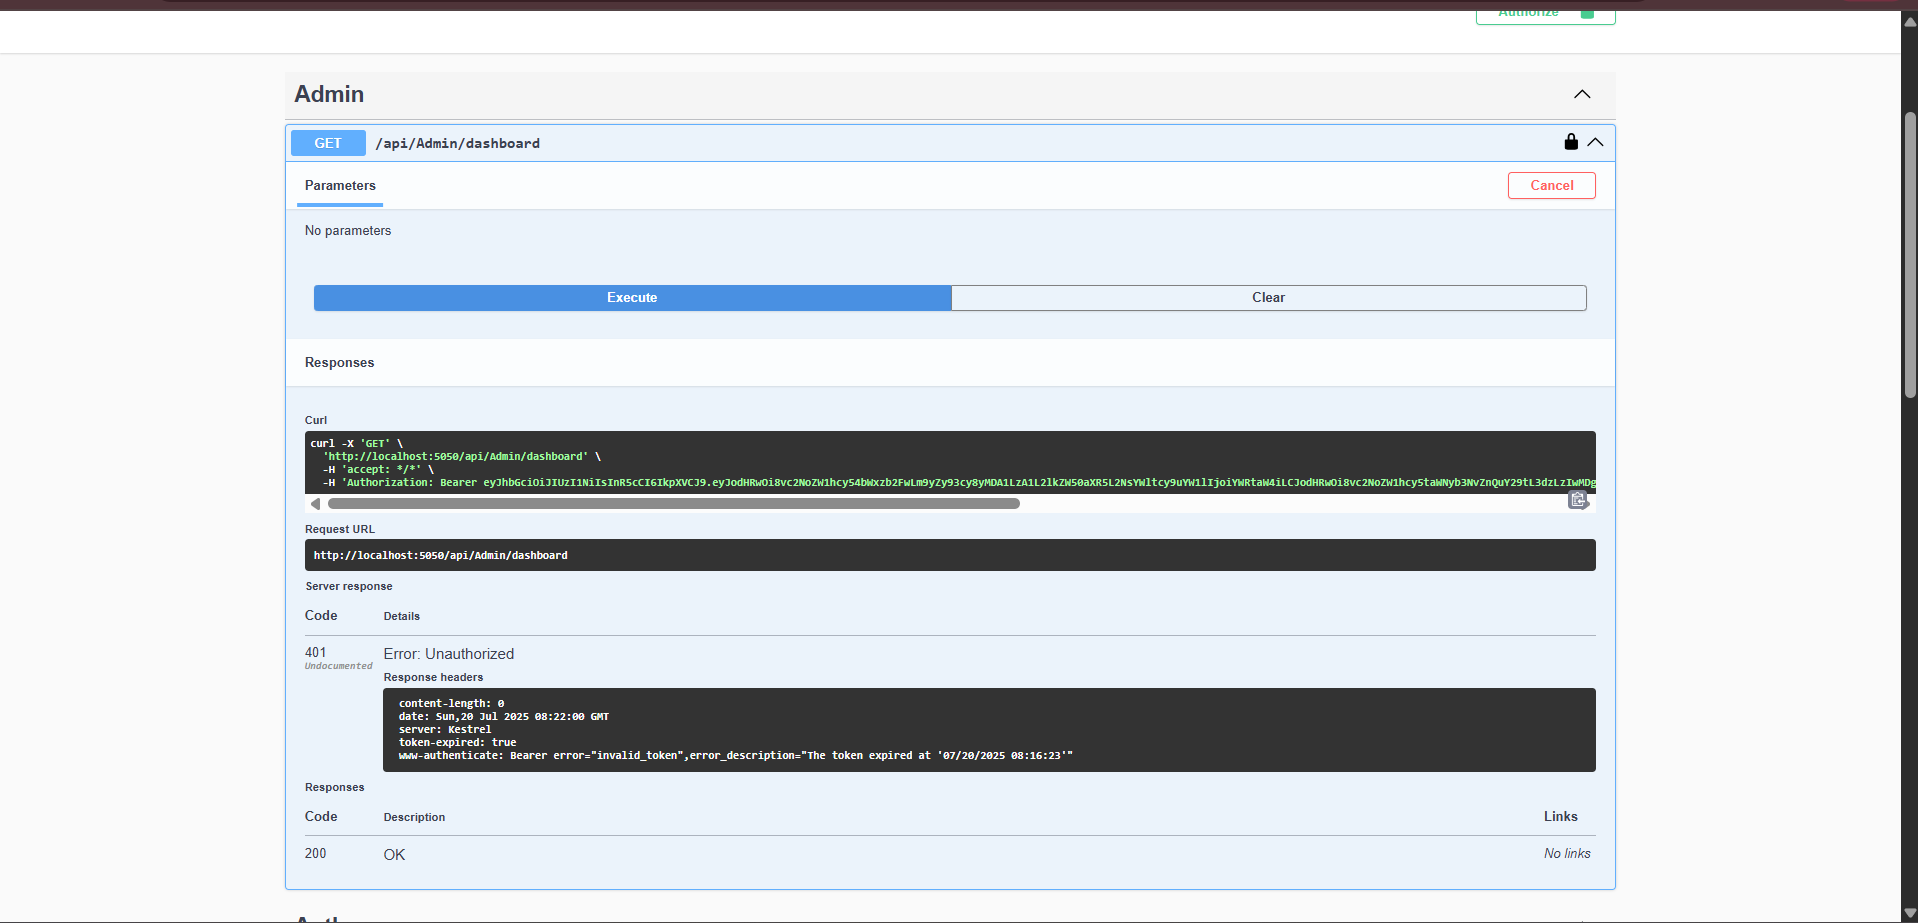 Authorize
Admin
GET /api/Admin/dashboard
Parameters
Cancel
No parameters
Execute
Clear
Responses
Curl
curl -X 'GET' \
'http://localhost:5050/api/Admin/dashboard' \
-H 'accept: */*' \
-H 'Authorization: Bearer eyJhbGciOiJIUzI1NiIsInR5cCI6IkpXVCJ9.eyJodHRwOi8vc2NoZW1hcy54bWxzb2FwLm9yZy93cy8yMDA1LzA1L2lkZW50aXR5L2NsYWltcy9uYW1lIjoiYWRtaW4iLCJodHRwOi8vc2NoZW1hcy5taWNyb3NvZnQuY29tL3dzLzIwMDg
Request URL
http://localhost:5050/api/Admin/dashboard
Server response
Code Details
401 Error: Unauthorized
Undocumented
Response headers
content-length: 0
date: Sun,20 Jul 2025 08:22:00 GMT
server: Kestrel
token-expired: true
www-authenticate: Bearer error="invalid_token",error_description="The token expired at '07/20/2025 08:16:23'"
Responses
Code Description Links
200 OK No links